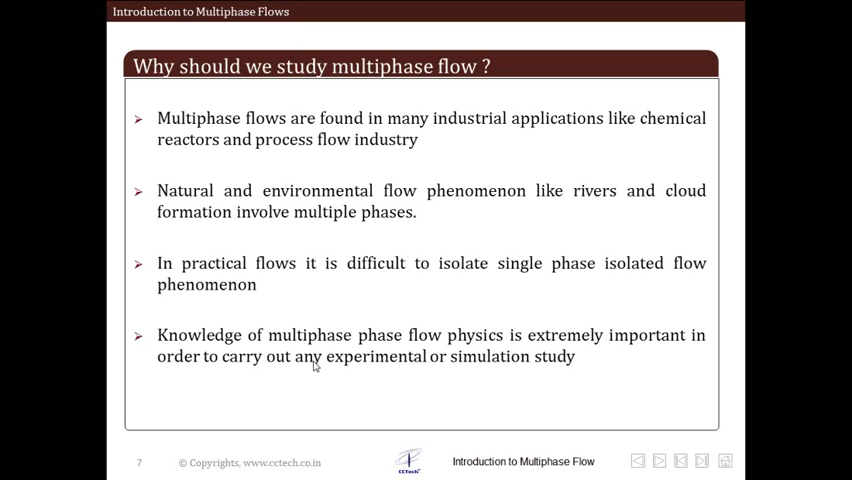 Introduction to Multiphase Flows
Why should we study multiphase flow ?
Multiphase flows are found in many industrial applications like chemical
reactors and process flow industry
Natural and environmental flow phenomenon like rivers and cloud
formation involve multiple phases.
In practical flows it is difficult to isolate single phase isolated flow
phenomenon
Knowledge of multiphase phase flow physics is extremely important in
order to carry out any experimental or simulation study
7
© Copyrights, www.cctech.co.in
CCTech
Introduction to Multiphase Flow